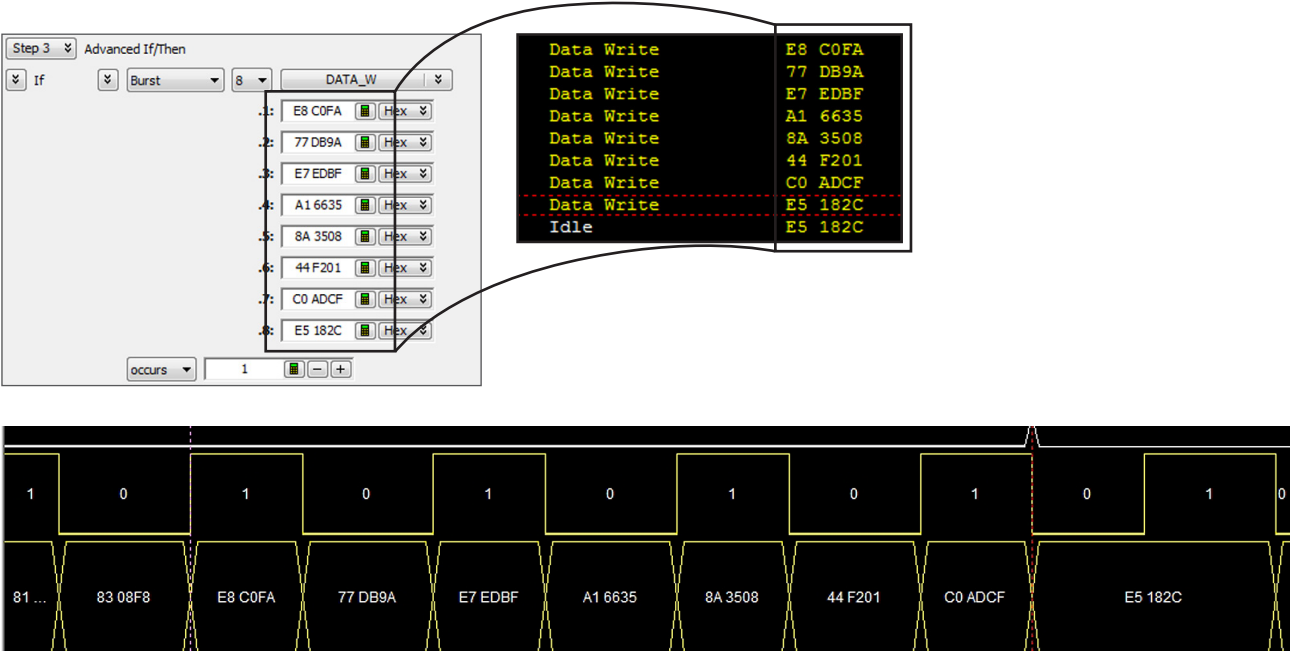 Step 3 Advanced If/Then
If Burst 8 DATA_W
.1: E8 C0FA Hex
.2: 77 DB9A Hex
.3: E7 EDBF Hex
.4: A1 6635 Hex
.5: 8A 3508 Hex
.6: 44 F201 Hex
.7: C0 ADCF Hex
.8: E5 182C Hex
occurs 1 − +
Data Write E8 C0FA
Data Write 77 DB9A
Data Write E7 EDBF
Data Write A1 6635
Data Write 8A 3508
Data Write 44 F201
Data Write C0 ADCF
Data Write E5 182C
Idle E5 182C
1 0 1 0 1 0 1 0 1 0 1 0
81 ... 83 08F8 E8 C0FA 77 DB9A E7 EDBF A1 6635 8A 3508 44 F201 C0 ADCF E5 182C